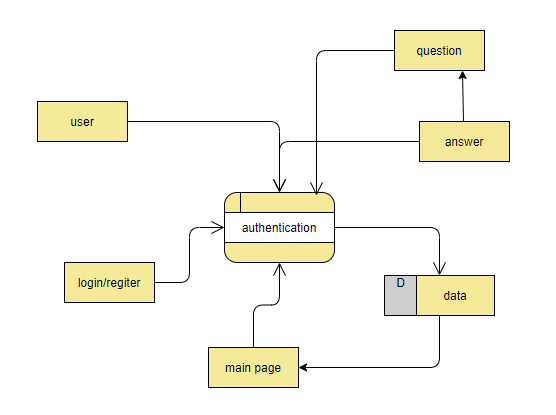 question
user
answer
authentication
login/regiter
D
data
main page